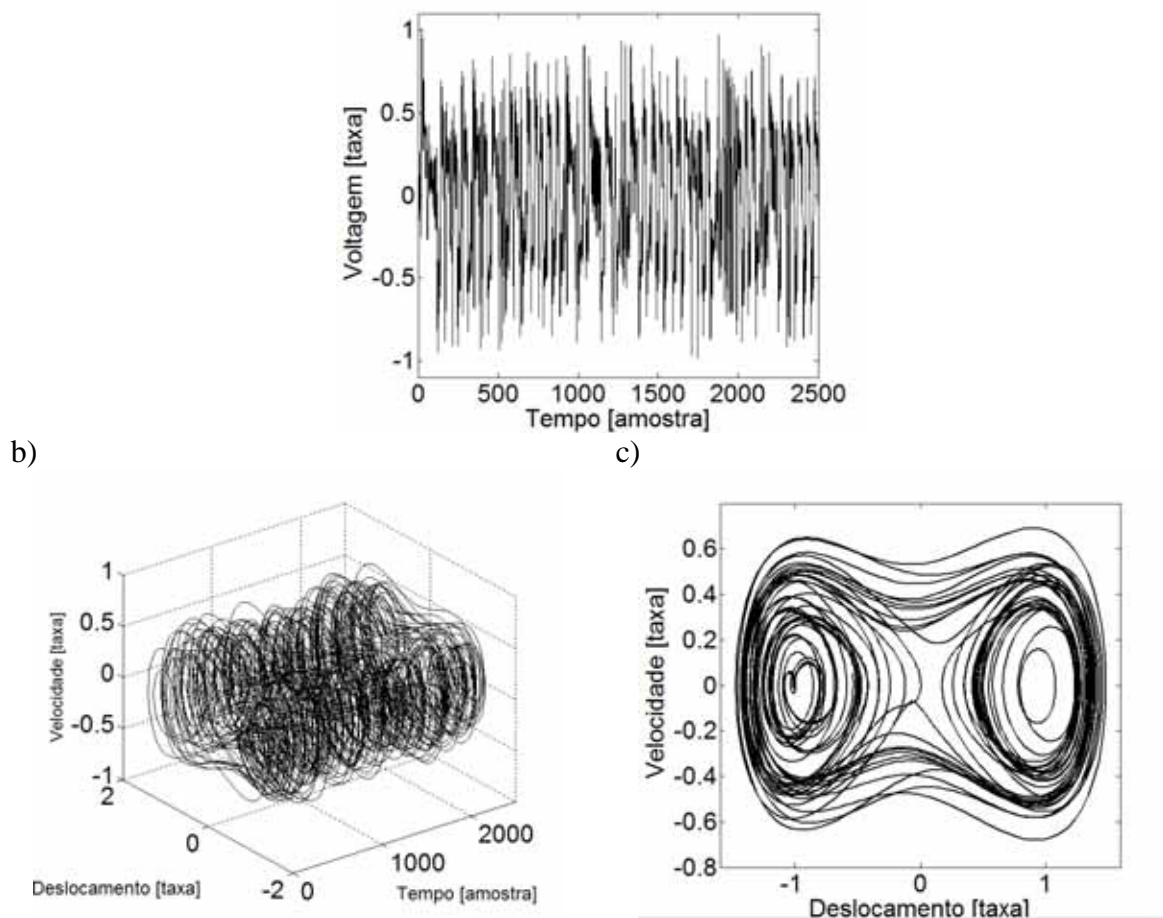 1
0.5
0
-0.5
-1
Voltagem [taxa]
0 500 1000 1500 2000 2500
Tempo [amostra]
b)
c)
1
0.5
0
-0.5
-1
Velocidade [taxa]
2
0
-2
Deslocamento [taxa]
0
1000
2000
Tempo [amostra]
0.6
0.4
0.2
0
-0.2
-0.4
-0.6
-0.8
Velocidade [taxa]
-1 0 1
Deslocamento [taxa]